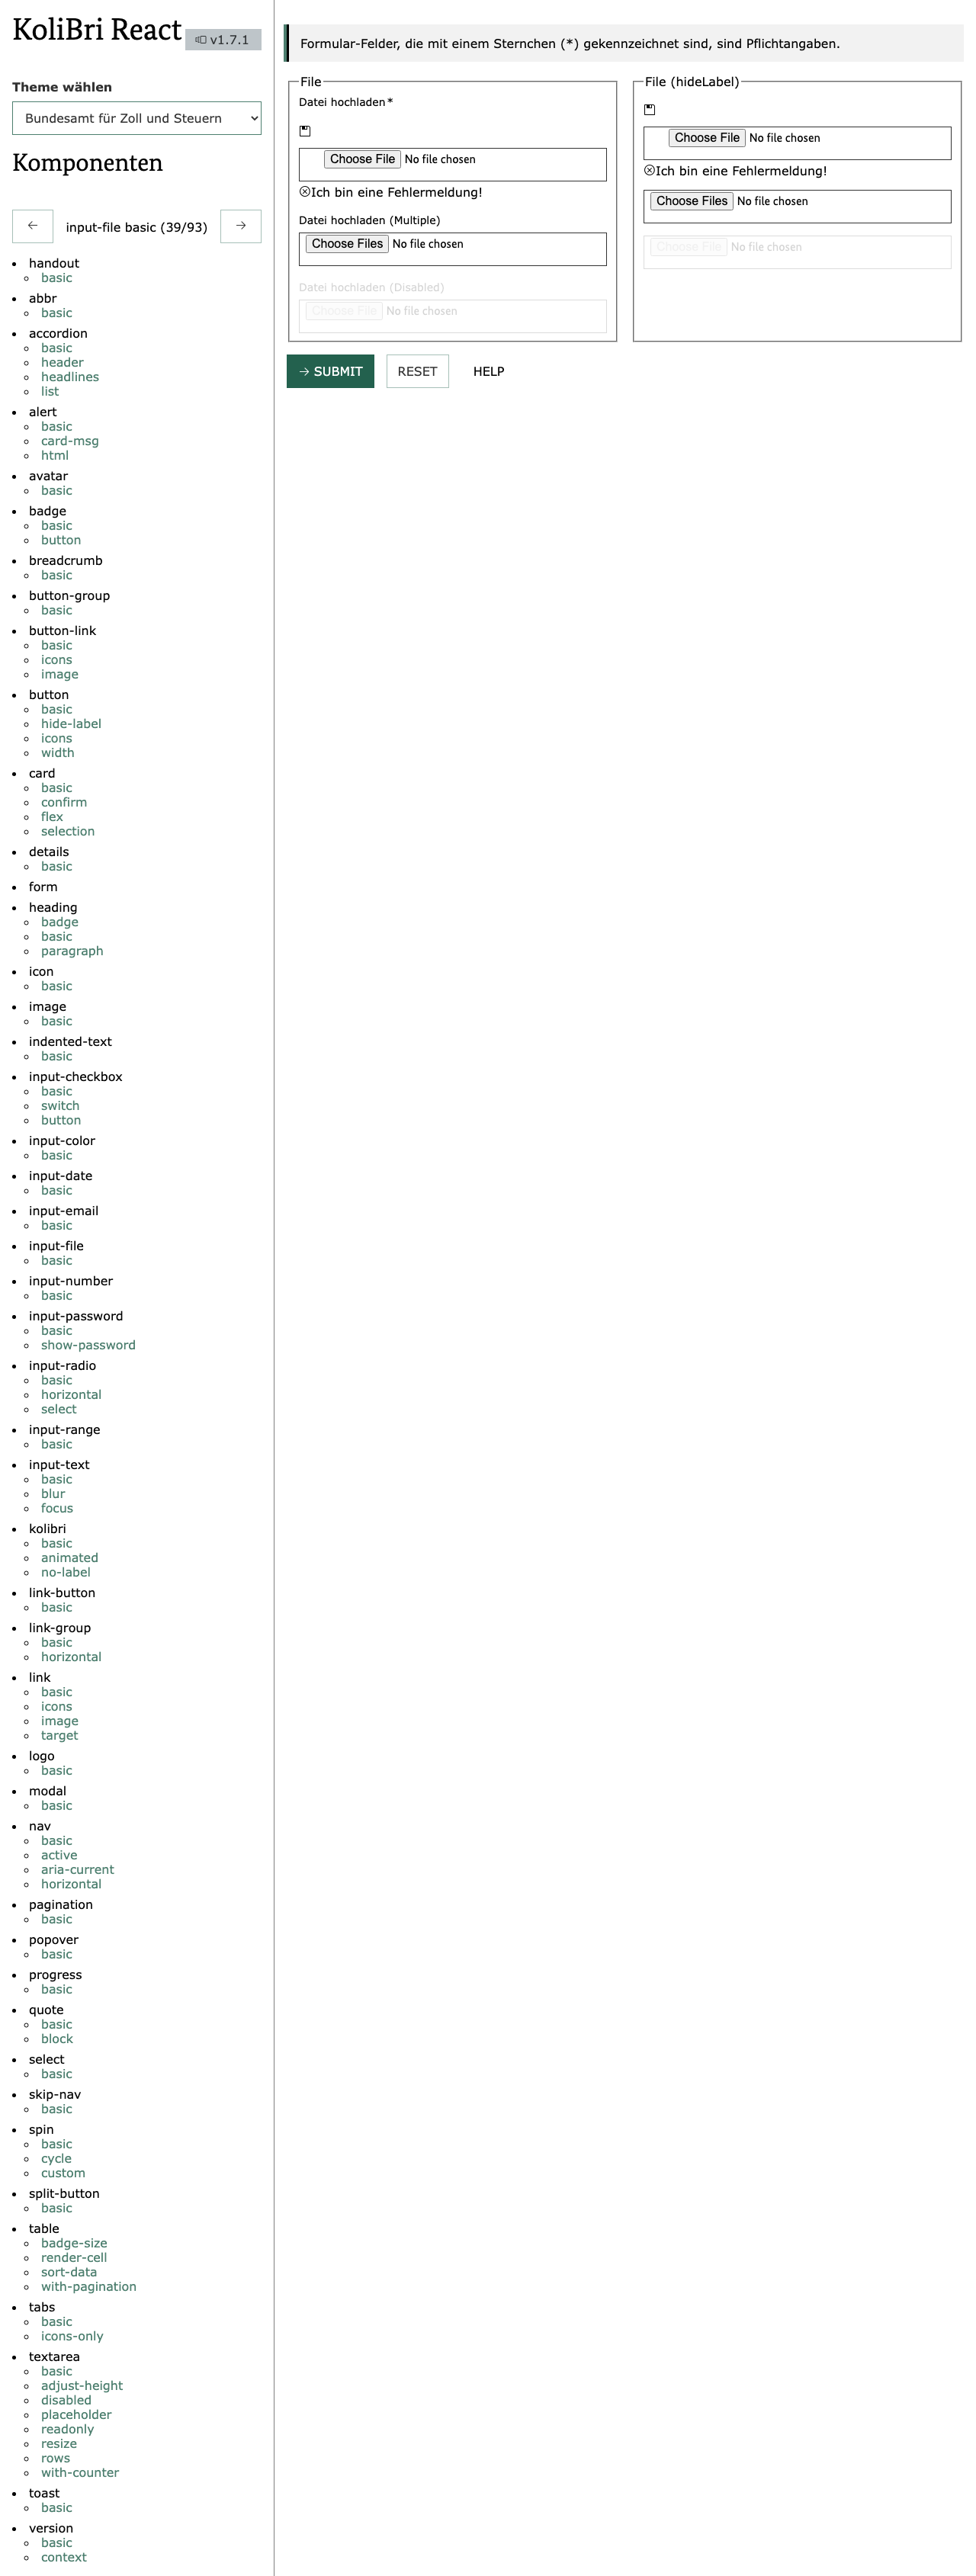 KoliBri React v1.7.1
Theme wählen
Bundesamt für Zoll und Steuern
Komponenten
← input-file basic (39/93) →
handout
basic
abbr
basic
accordion
basic
header
headlines
list
alert
basic
card-msg
html
avatar
basic
badge
basic
button
breadcrumb
basic
button-group
basic
button-link
basic
icons
image
button
basic
hide-label
icons
width
card
basic
confirm
flex
selection
details
basic
form
heading
badge
basic
paragraph
icon
basic
image
basic
indented-text
basic
input-checkbox
basic
switch
button
input-color
basic
input-date
basic
input-email
basic
input-file
basic
input-number
basic
input-password
basic
show-password
input-radio
basic
horizontal
select
input-range
basic
input-text
basic
blur
focus
kolibri
basic
animated
no-label
link-button
basic
link-group
basic
horizontal
link
basic
icons
image
target
logo
basic
modal
basic
nav
basic
active
aria-current
horizontal
pagination
basic
popover
basic
progress
basic
quote
basic
block
select
basic
skip-nav
basic
spin
basic
cycle
custom
split-button
basic
table
badge-size
render-cell
sort-data
with-pagination
tabs
basic
icons-only
textarea
basic
adjust-height
disabled
placeholder
readonly
resize
rows
with-counter
toast
basic
version
basic
context
Formular-Felder, die mit einem Sternchen (*) gekennzeichnet sind, sind Pflichtangaben.
File
Datei hochladen*
Choose File No file chosen
Ich bin eine Fehlermeldung!
Datei hochladen (Multiple)
Choose Files No file chosen
Datei hochladen (Disabled)
Choose File No file chosen
File (hideLabel)
Choose File No file chosen
Ich bin eine Fehlermeldung!
Choose Files No file chosen
Choose File No file chosen
→ SUBMIT RESET HELP